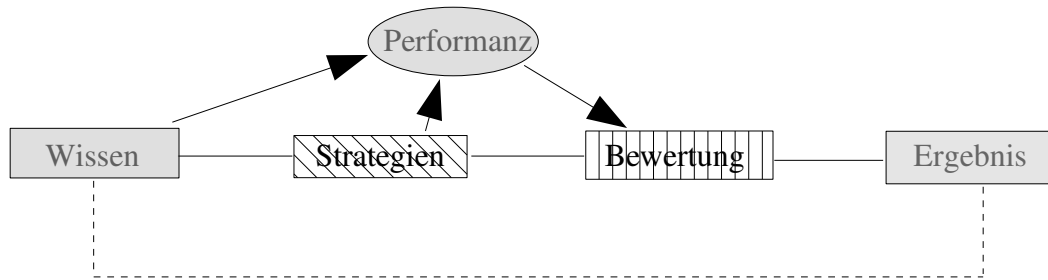 Performanz
Wissen
Strategien
Bewertung
Ergebnis